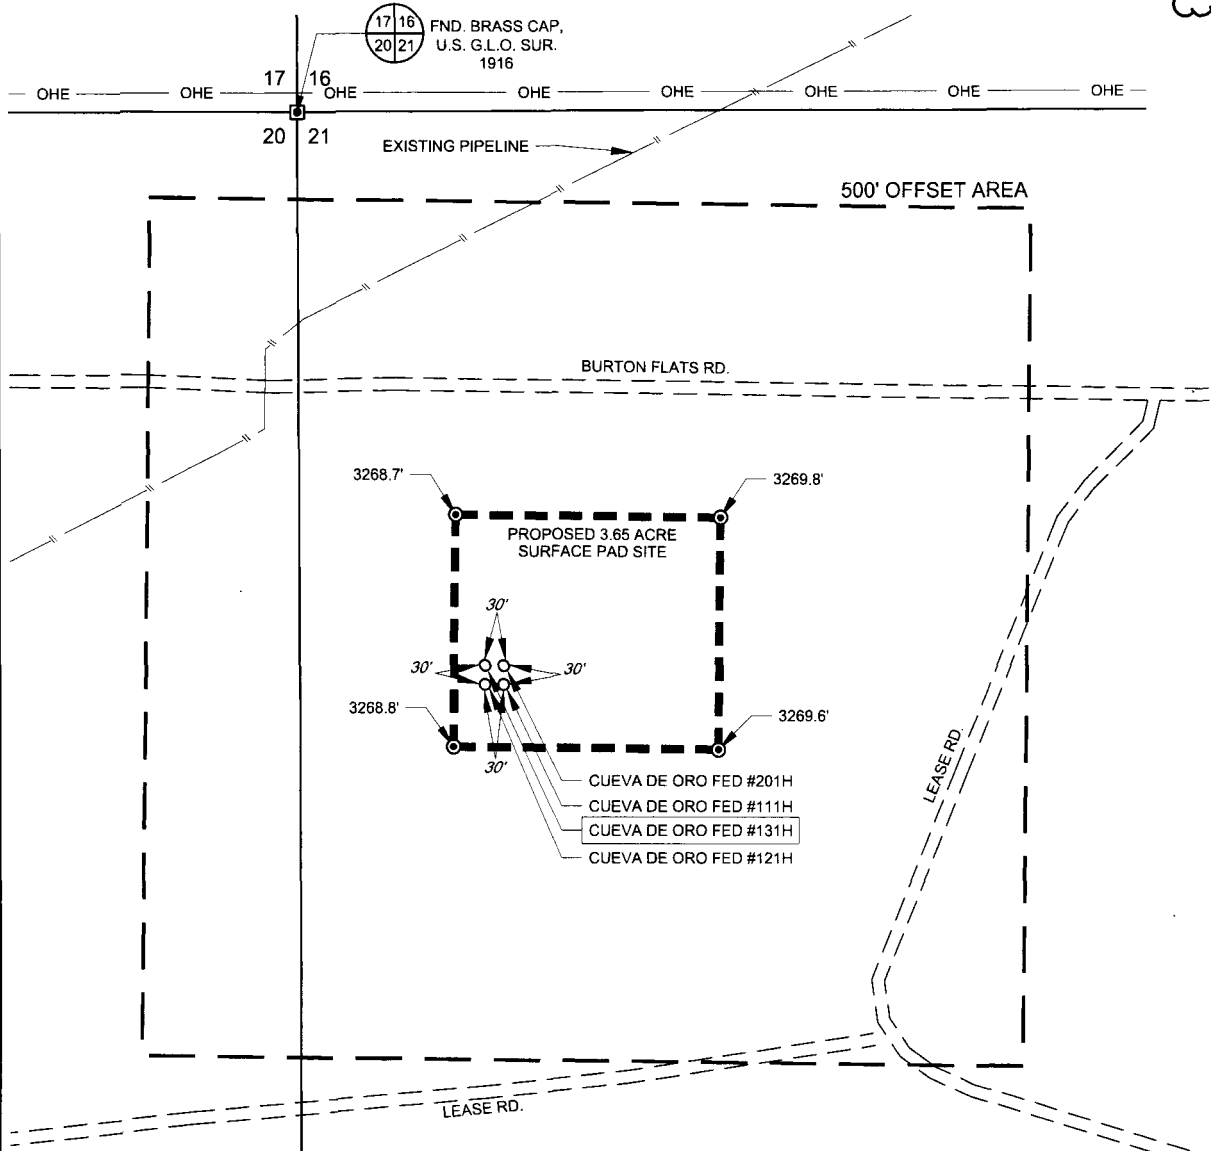 3
17 16 FND. BRASS CAP,
20 21 U.S. G.L.O. SUR.
1916
17 16
OHE OHE OHE OHE OHE OHE OHE OHE
20 21
EXISTING PIPELINE
500' OFFSET AREA
BURTON FLATS RD.
3268.7'
3269.8'
PROPOSED 3.65 ACRE
SURFACE PAD SITE
30'
30' 30'
3268.8'
3269.6'
30'
LEASE RD.
CUEVA DE ORO FED #201H
CUEVA DE ORO FED #111H
CUEVA DE ORO FED #131H
CUEVA DE ORO FED #121H
LEASE RD.